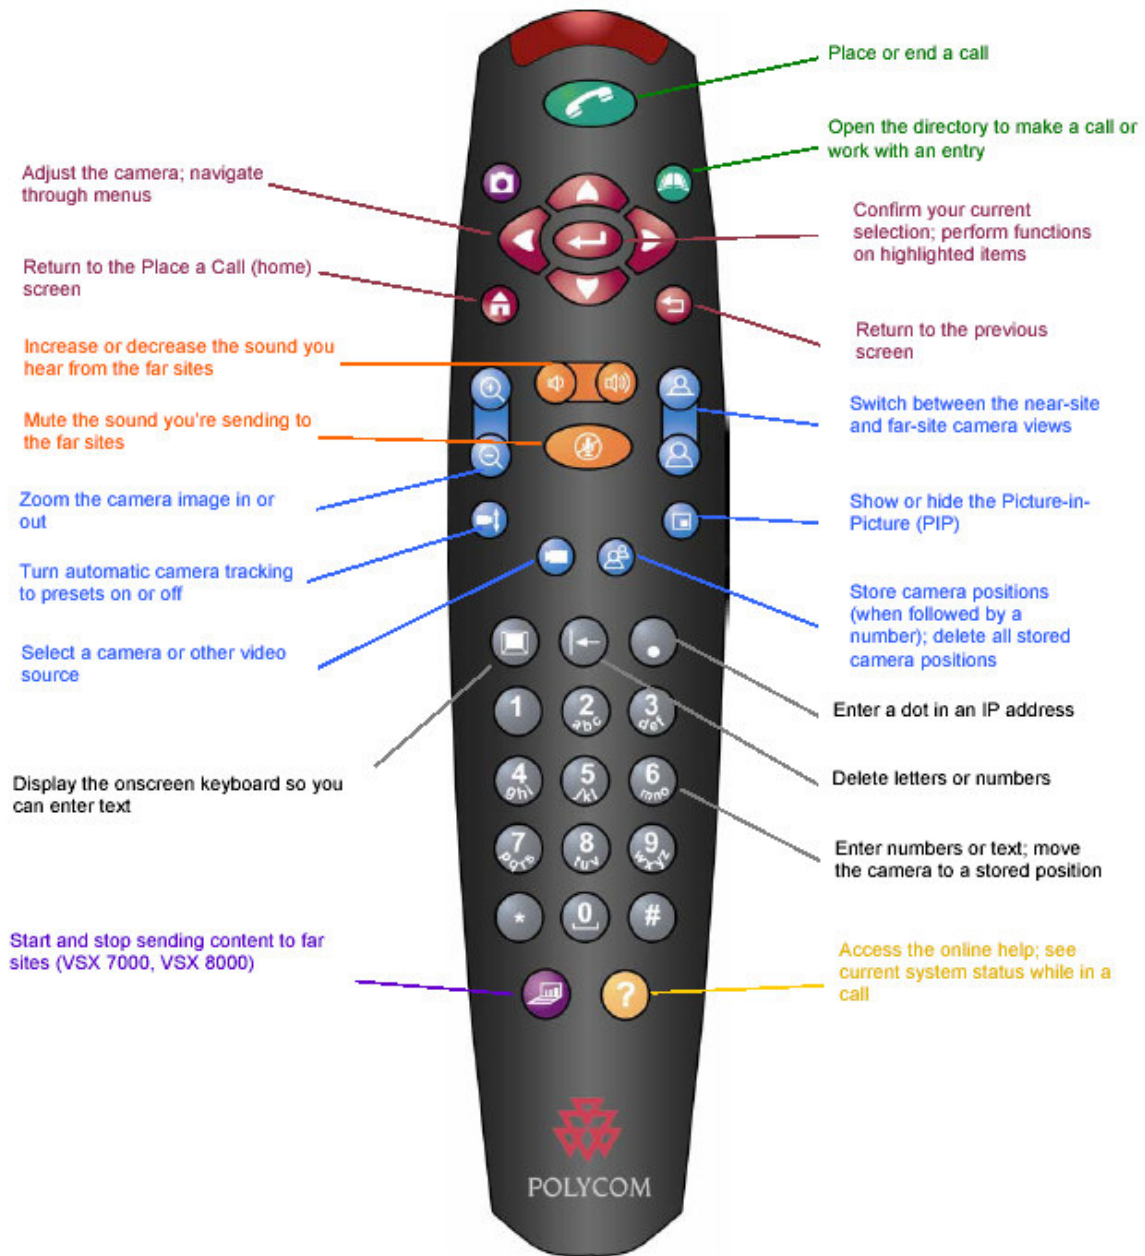 Place or end a call
Open the directory to make a call or
work with an entry
Adjust the camera; navigate
through menus
Confirm your current
selection; perform functions
on highlighted items
Return to the Place a Call (home)
screen
Return to the previous
screen
Increase or decrease the sound you
hear from the far sites
Mute the sound you're sending to
the far sites
Switch between the near-site
and far-site camera views
Zoom the camera image in or
out
Show or hide the Picture-in-
Picture (PIP)
Turn automatic camera tracking
to presets on or off
Store camera positions
(when followed by a
number); delete all stored
camera positions
Select a camera or other video
source
Enter a dot in an IP address
1 2 3
abc def
Display the onscreen keyboard so you
can enter text
Delete letters or numbers
4 5 6
ghi jkl mno
Enter numbers or text; move
the camera to a stored position
7 8 9
pqrs tuv wxyz
* 0 #
Start and stop sending content to far
sites (VSX 7000, VSX 8000)
Access the online help; see
current system status while in a
call
?
POLYCOM